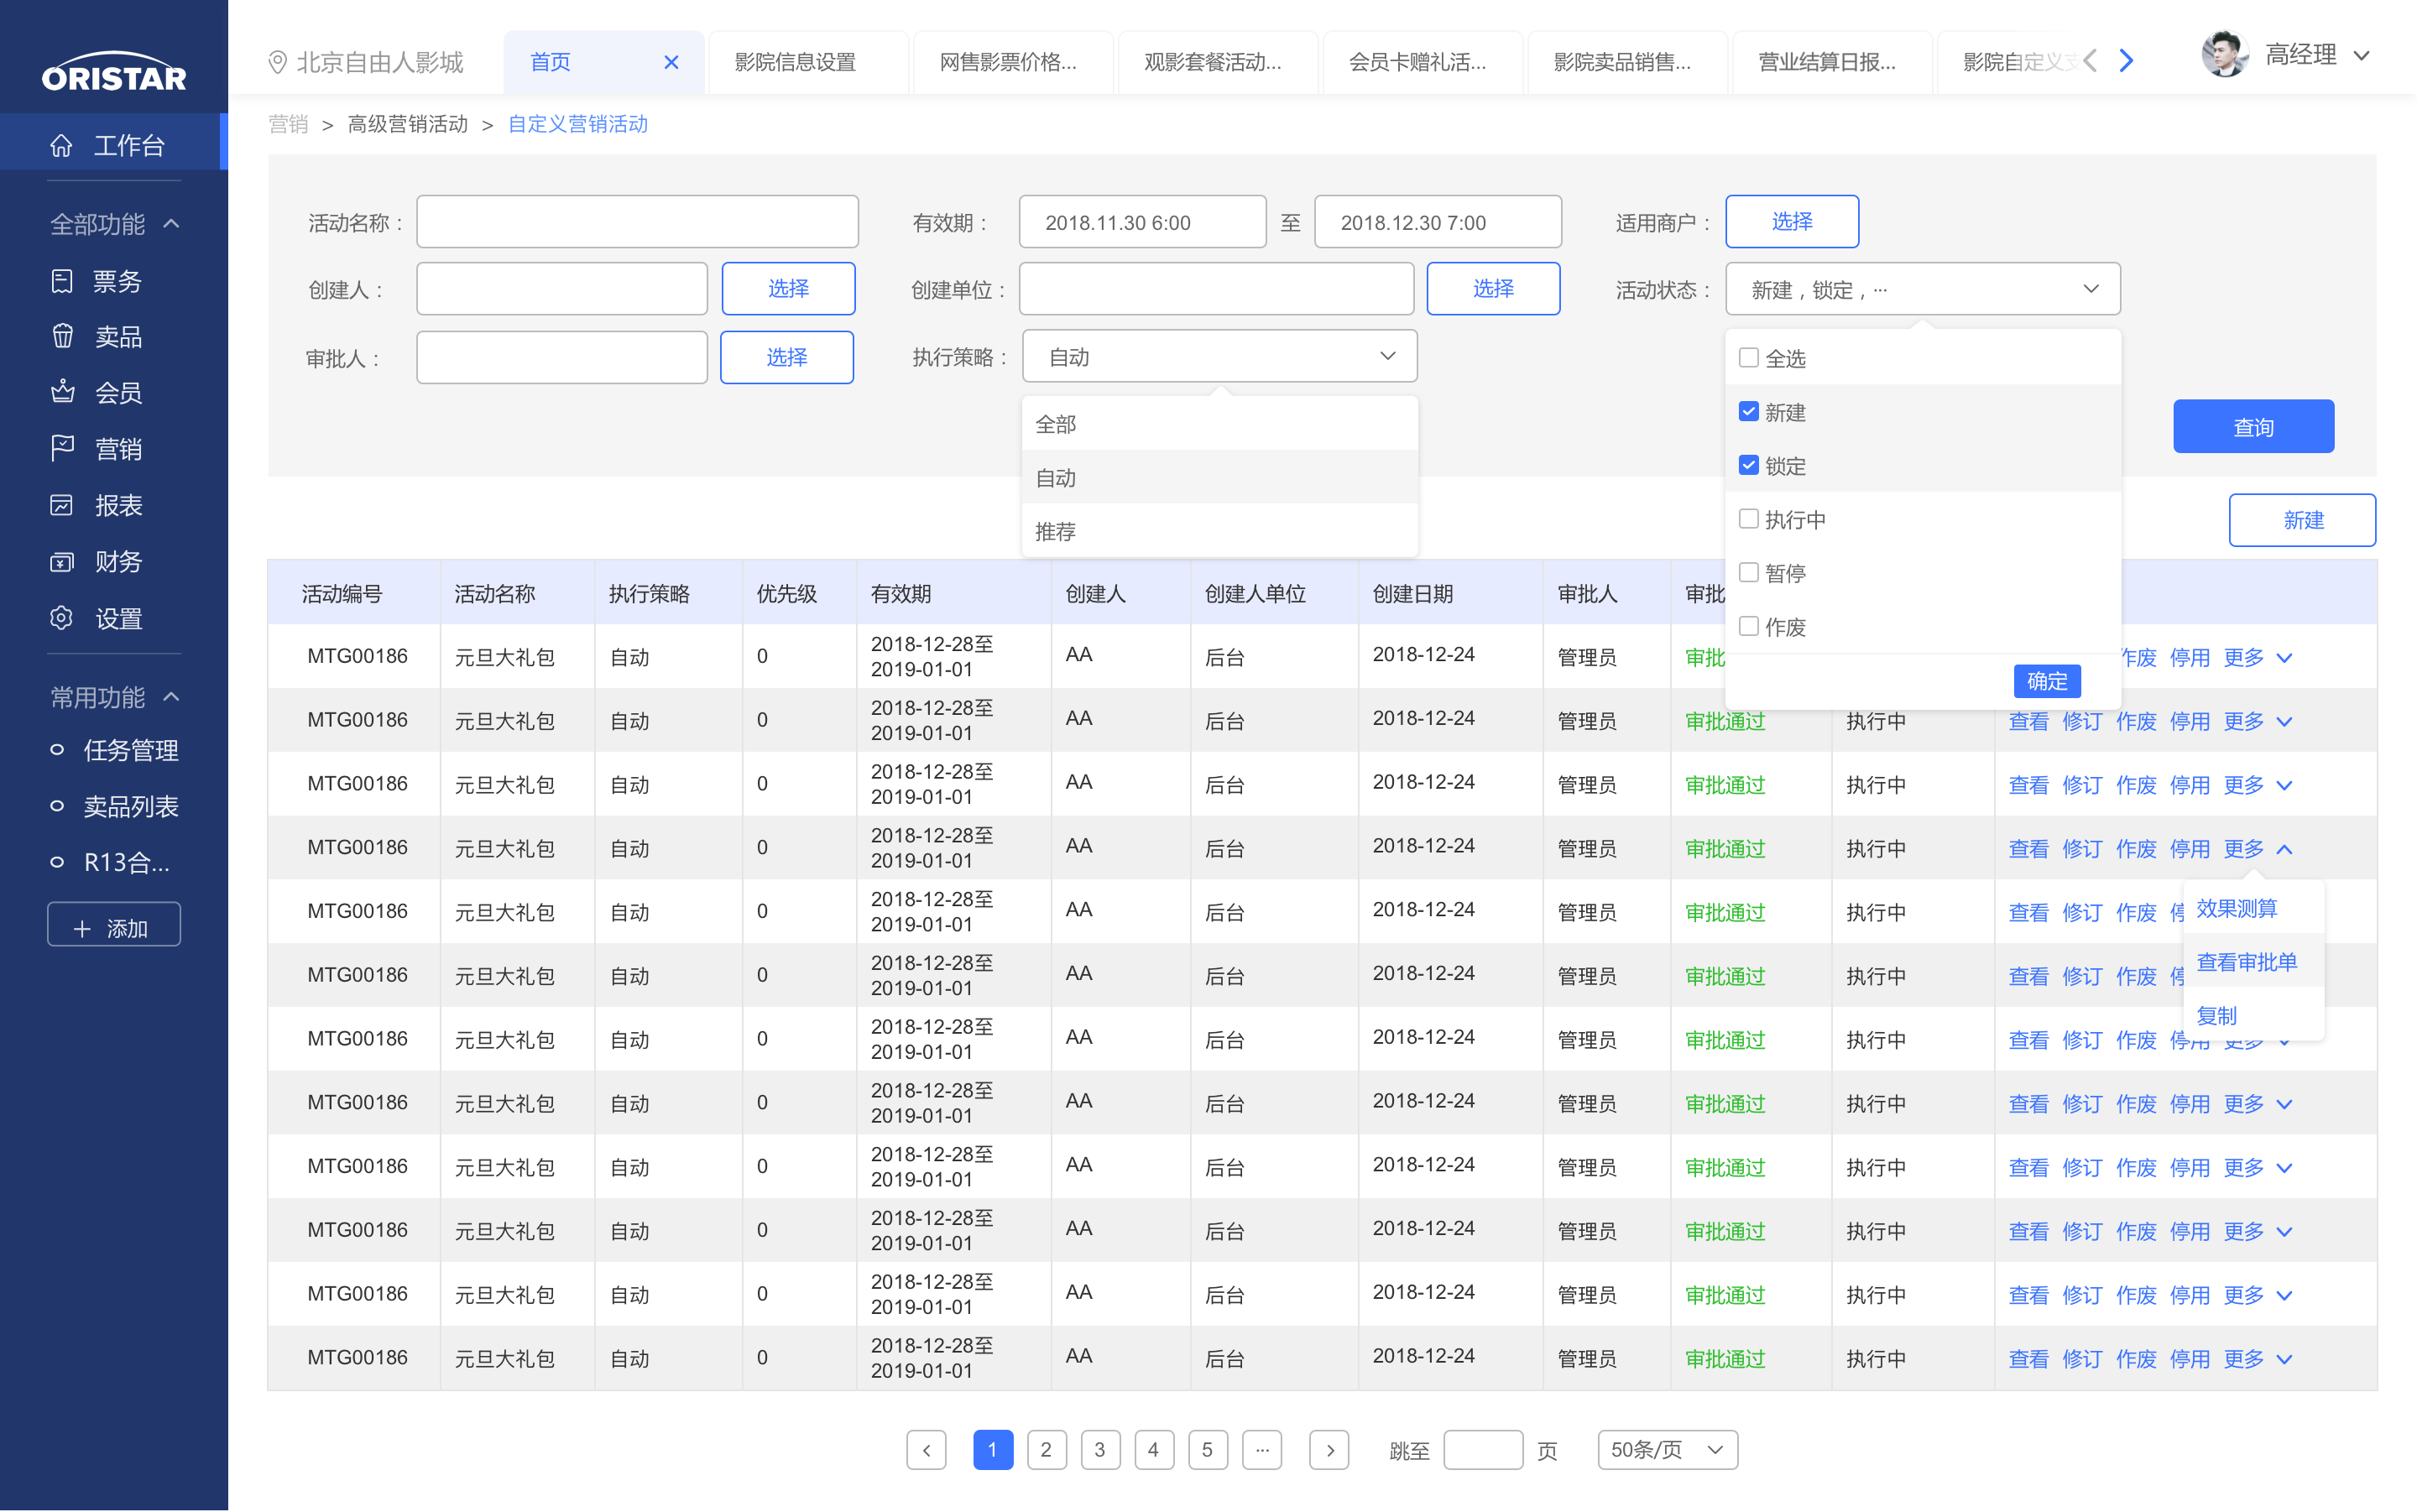 ORISTAR
工作台
全部功能
票务
卖品
会员
营销
报表
财务
设置
常用功能
任务管理
卖品列表
R13合...
+ 添加
北京自由人影城
首页
影院信息设置
网售影票价格...
观影套餐活动...
会员卡赠礼活...
影院卖品销售...
营业结算日报...
影院自定义支
高经理
营销 > 高级营销活动 > 自定义营销活动
活动名称：
有效期： 2018.11.30 6:00 至 2018.12.30 7:00
适用商户： 选择
创建人： 选择
创建单位： 选择
活动状态： 新建，锁定，...
审批人： 选择
执行策略： 自动
全部
自动
推荐
全选
新建
锁定
执行中
暂停
作废
确定
查询
新建
活动编号 活动名称 执行策略 优先级 有效期 创建人 创建人单位 创建日期 审批人 审批
MTG00186 元旦大礼包 自动 0 2018-12-28至 2019-01-01 AA 后台 2018-12-24 管理员 审批 作废 停用 更多
MTG00186 元旦大礼包 自动 0 2018-12-28至 2019-01-01 AA 后台 2018-12-24 管理员 审批通过 执行中 查看 修订 作废 停用 更多
MTG00186 元旦大礼包 自动 0 2018-12-28至 2019-01-01 AA 后台 2018-12-24 管理员 审批通过 执行中 查看 修订 作废 停用 更多
MTG00186 元旦大礼包 自动 0 2018-12-28至 2019-01-01 AA 后台 2018-12-24 管理员 审批通过 执行中 查看 修订 作废 停用 更多
MTG00186 元旦大礼包 自动 0 2018-12-28至 2019-01-01 AA 后台 2018-12-24 管理员 审批通过 执行中 查看 修订 作废
效果测算
MTG00186 元旦大礼包 自动 0 2018-12-28至 2019-01-01 AA 后台 2018-12-24 管理员 审批通过 执行中 查看 修订 作废
查看审批单
复制
MTG00186 元旦大礼包 自动 0 2018-12-28至 2019-01-01 AA 后台 2018-12-24 管理员 审批通过 执行中 查看 修订 作废 停用 更多
MTG00186 元旦大礼包 自动 0 2018-12-28至 2019-01-01 AA 后台 2018-12-24 管理员 审批通过 执行中 查看 修订 作废 停用 更多
MTG00186 元旦大礼包 自动 0 2018-12-28至 2019-01-01 AA 后台 2018-12-24 管理员 审批通过 执行中 查看 修订 作废 停用 更多
MTG00186 元旦大礼包 自动 0 2018-12-28至 2019-01-01 AA 后台 2018-12-24 管理员 审批通过 执行中 查看 修订 作废 停用 更多
MTG00186 元旦大礼包 自动 0 2018-12-28至 2019-01-01 AA 后台 2018-12-24 管理员 审批通过 执行中 查看 修订 作废 停用 更多
MTG00186 元旦大礼包 自动 0 2018-12-28至 2019-01-01 AA 后台 2018-12-24 管理员 审批通过 执行中 查看 修订 作废 停用 更多
< 1 2 3 4 5 ... > 跳至 页 50条/页